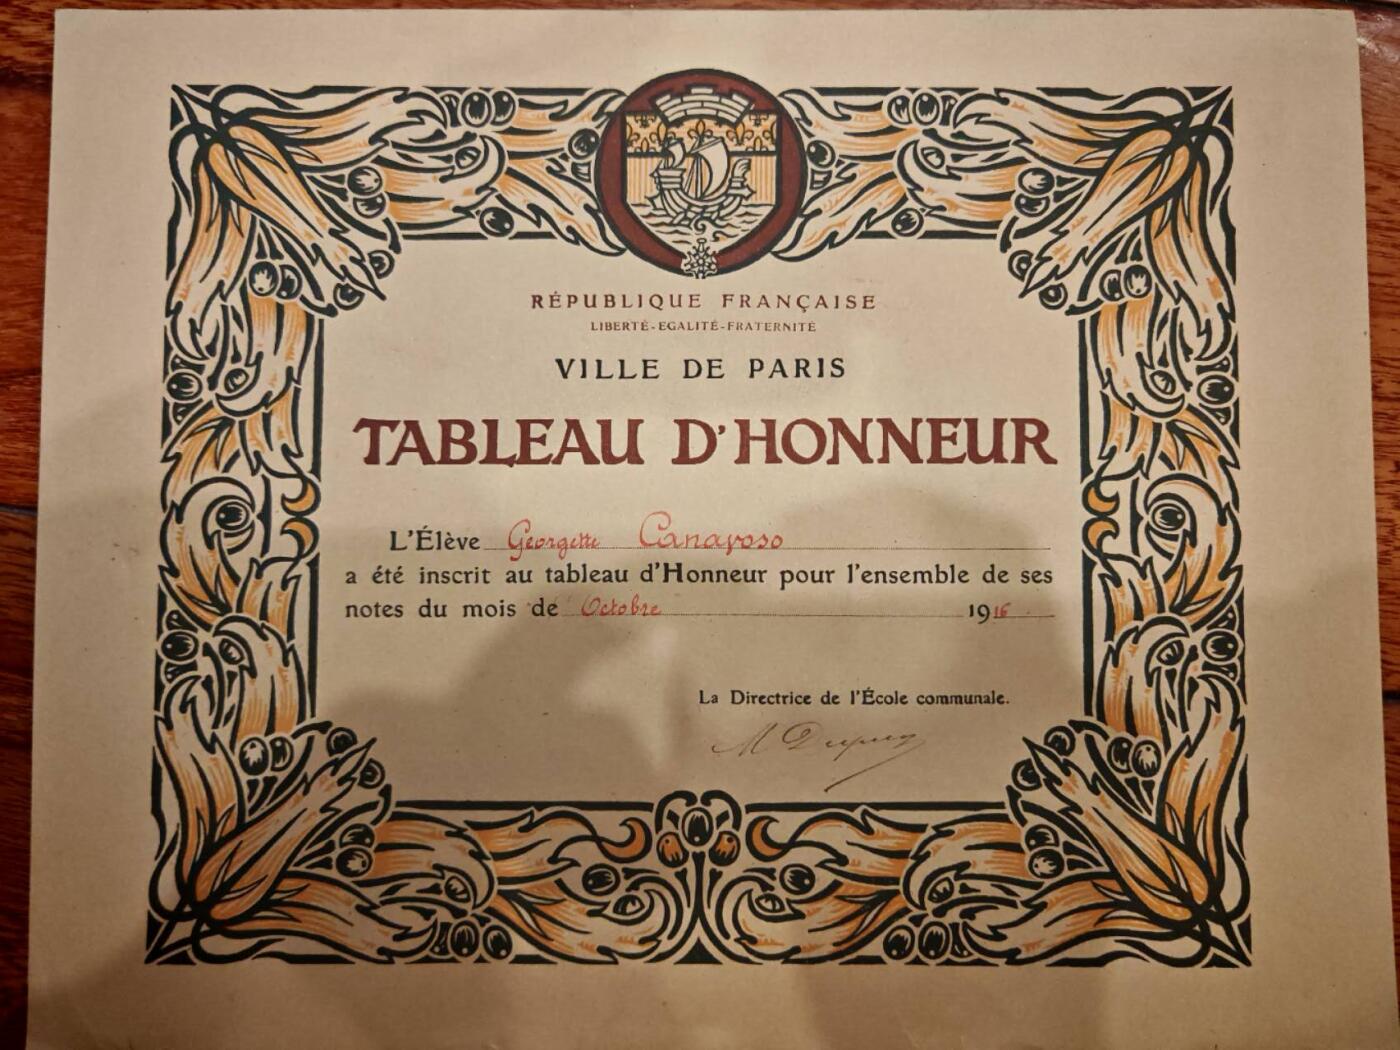 RÉPUBLIQUE FRANÇAISE
LIBERTÉ-EGALITÉ-FRATERNITÉ
VILLE DE PARIS
TABLEAU D'HONNEUR
L'Élève Georgette Canavoso
a été inscrit au tableau d'Honneur pour l'ensemble de ses
notes du mois de Octobre 1916
La Directrice de l'École communale.
M